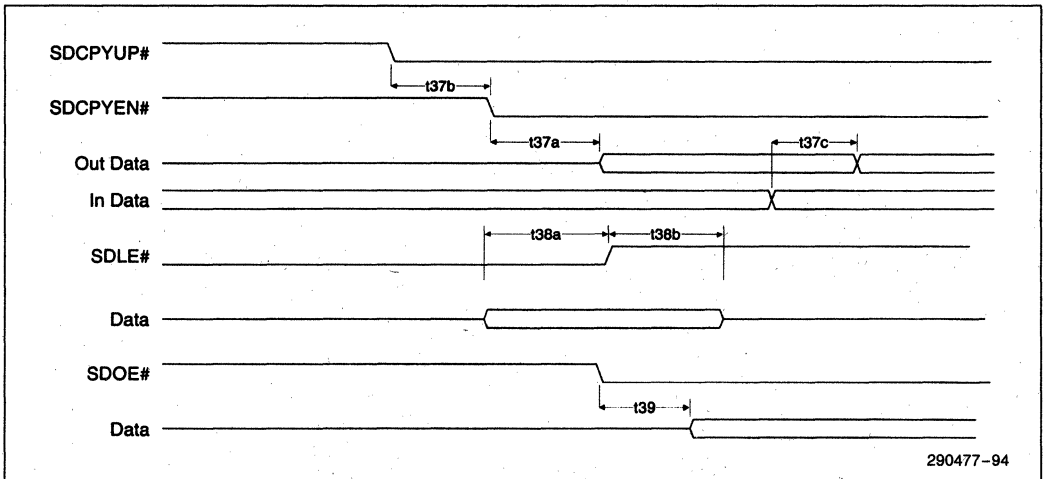 SDCPYUP#
t37b
SDCPYEN#
t37a
t37c
Out Data
In Data
t38a
t38b
SDLE#
Data
SDOE#
t39
Data
290477-94